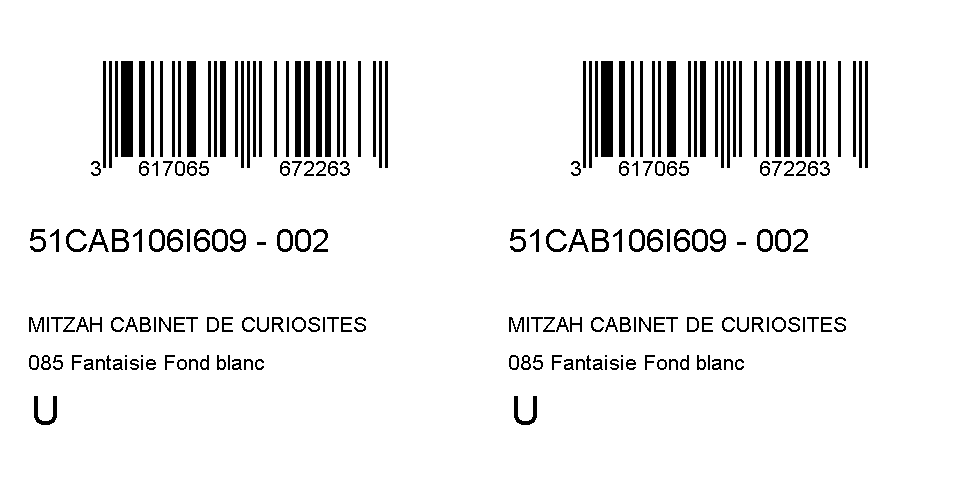 3 617065 672263
51CAB106I609 - 002
MITZAH CABINET DE CURIOSITES
085 Fantaisie Fond blanc
U
3 617065 672263
51CAB106I609 - 002
MITZAH CABINET DE CURIOSITES
085 Fantaisie Fond blanc
U